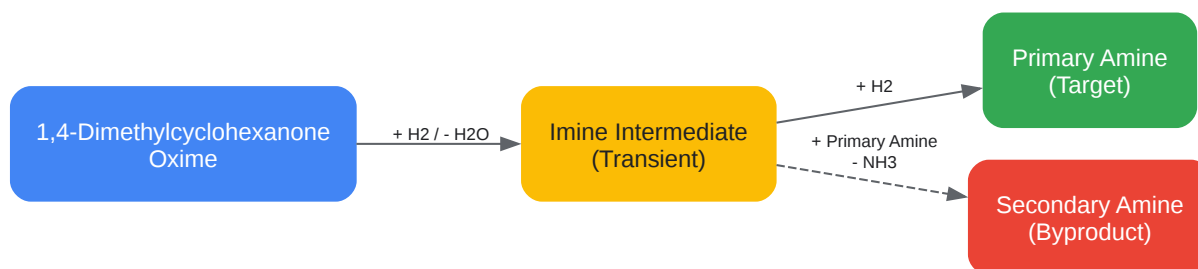 1,4-Dimethylcyclohexanone
Oxime
+ H2 / - H2O
Imine Intermediate
(Transient)
+ H2
Primary Amine
(Target)
+ Primary Amine
- NH3
Secondary Amine
(Byproduct)